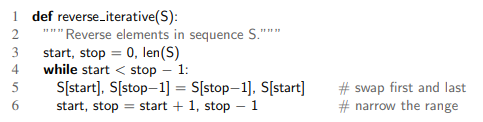 1 def reverse_iterative(S):
2 """Reverse elements in sequence S."""
3 start, stop = 0, len(S)
4 while start < stop − 1:
5 S[start], S[stop−1] = S[stop−1], S[start] # swap first and last
6 start, stop = start + 1, stop − 1 # narrow the range